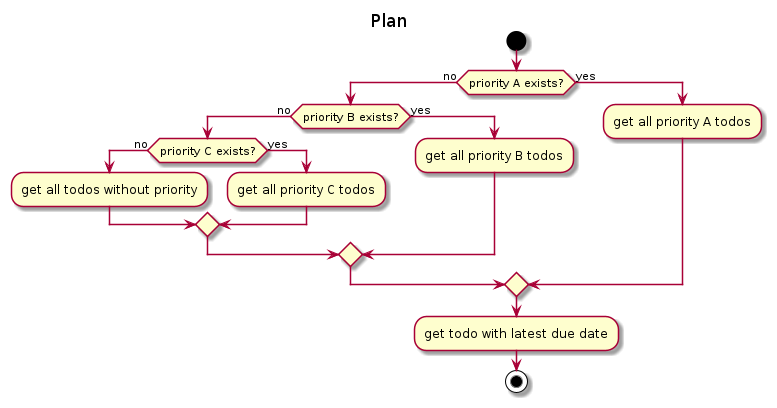 Plan
no
priority A exists?
yes
no
priority B exists?
yes
get all priority A todos
no
priority C exists?
yes
get all priority B todos
get all todos without priority
get all priority C todos
get todo with latest due date